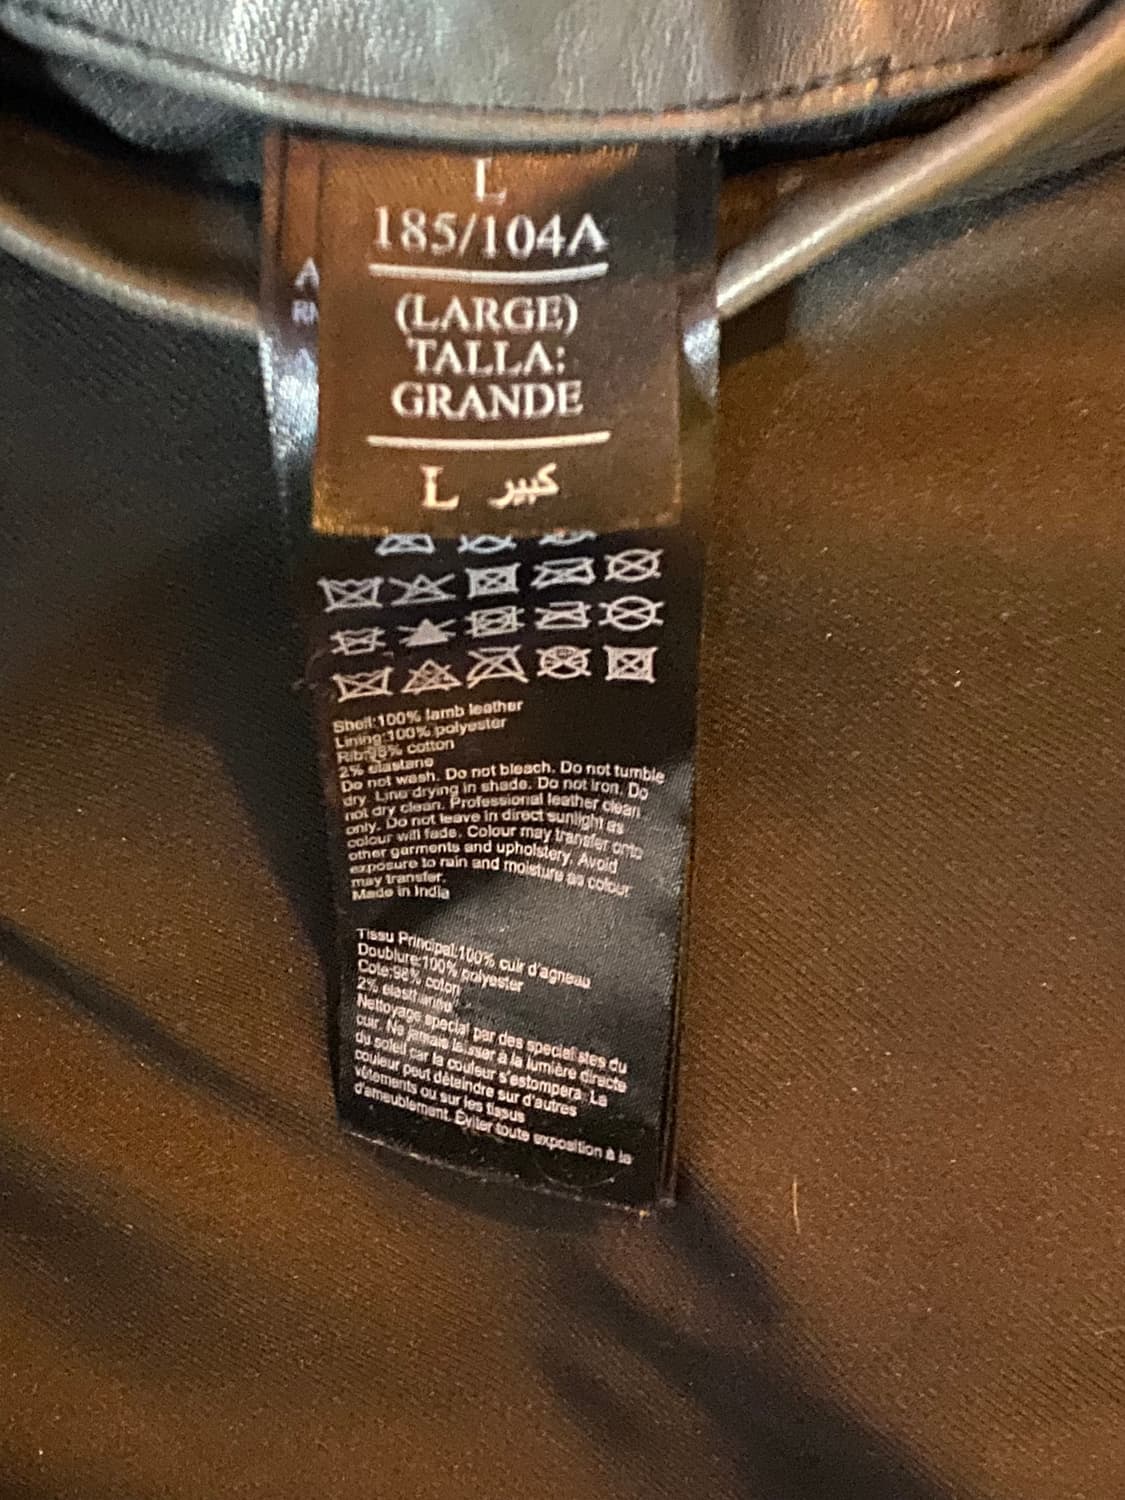 L
185/104A
(LARGE)
TALLA:
GRANDE
L كبير
A
Shell:100% lamb leather
Lining:100% polyester
Rib:98% cotton
2% elastane
Do not wash. Do not bleach. Do not tumble
dry. Line drying in shade. Do not iron. Do
not dry clean. Professional leather clean
only. Do not leave in direct sunlight as
colour will fade. Colour may transfer onto
other garments and upholstery. Avoid
exposure to rain and moisture as colour
may transfer.
Made in India
Tissu Principal:100% cuir d'agneau
Doublure:100% polyester
Cote:98% coton
2% elasthanne
Nettoyage special par des specialistes du
cuir. Ne jamais laisser à la lumière directe
du soleil car la couleur s'estompera. La
couleur peut déteindre sur d'autres
vêtements ou sur les tissus
d'ameublement. Eviter toute exposition à la